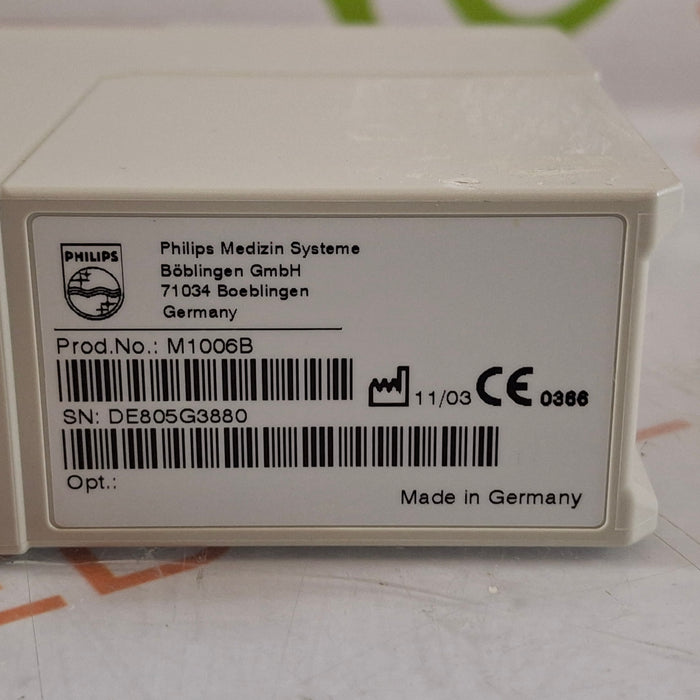 PHILIPS
Philips Medizin Systeme
Böblingen GmbH
71034 Boeblingen
Germany
Prod.No.: M1006B
11/03 CE 0366
SN: DE805G3880
Opt.:
Made in Germany